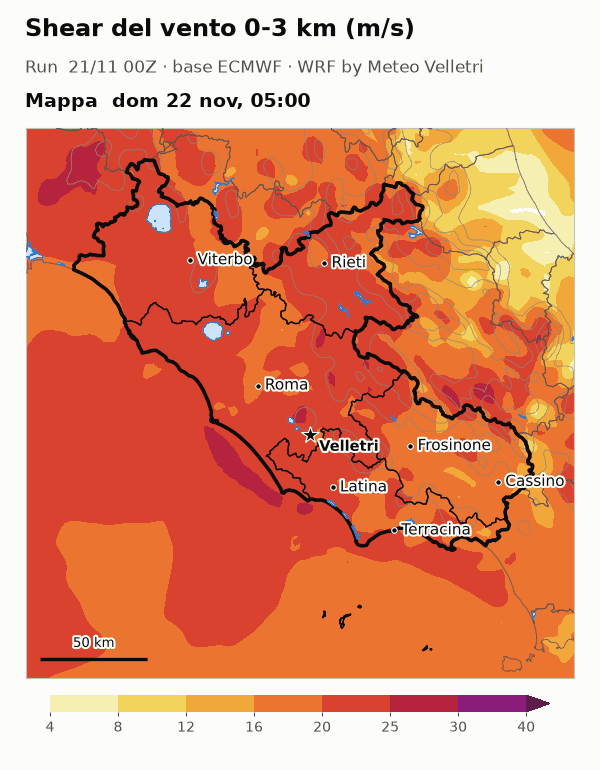 Shear del vento 0-3 km (m/s)
Run  21/11 00Z · base ECMWF · WRF by Meteo Velletri
Mappa  dom 22 nov, 05:00
Viterbo
Rieti
Roma
Velletri
Frosinone
Cassino
Latina
Terracina
50 km
4 8 12 16 20 25 30 40